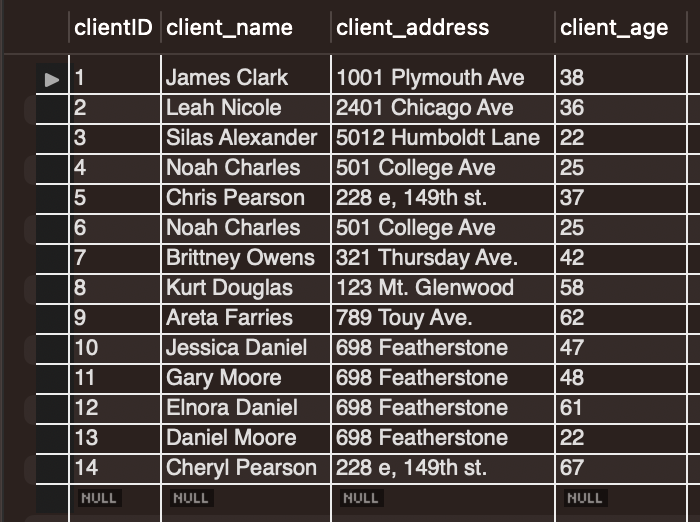 clientID client_name client_address client_age
1 James Clark 1001 Plymouth Ave 38
2 Leah Nicole 2401 Chicago Ave 36
3 Silas Alexander 5012 Humboldt Lane 22
4 Noah Charles 501 College Ave 25
5 Chris Pearson 228 e, 149th st. 37
6 Noah Charles 501 College Ave 25
7 Brittney Owens 321 Thursday Ave. 42
8 Kurt Douglas 123 Mt. Glenwood 58
9 Areta Farries 789 Touy Ave. 62
10 Jessica Daniel 698 Featherstone 47
11 Gary Moore 698 Featherstone 48
12 Elnora Daniel 698 Featherstone 61
13 Daniel Moore 698 Featherstone 22
14 Cheryl Pearson 228 e, 149th st. 67
NULL NULL NULL NULL